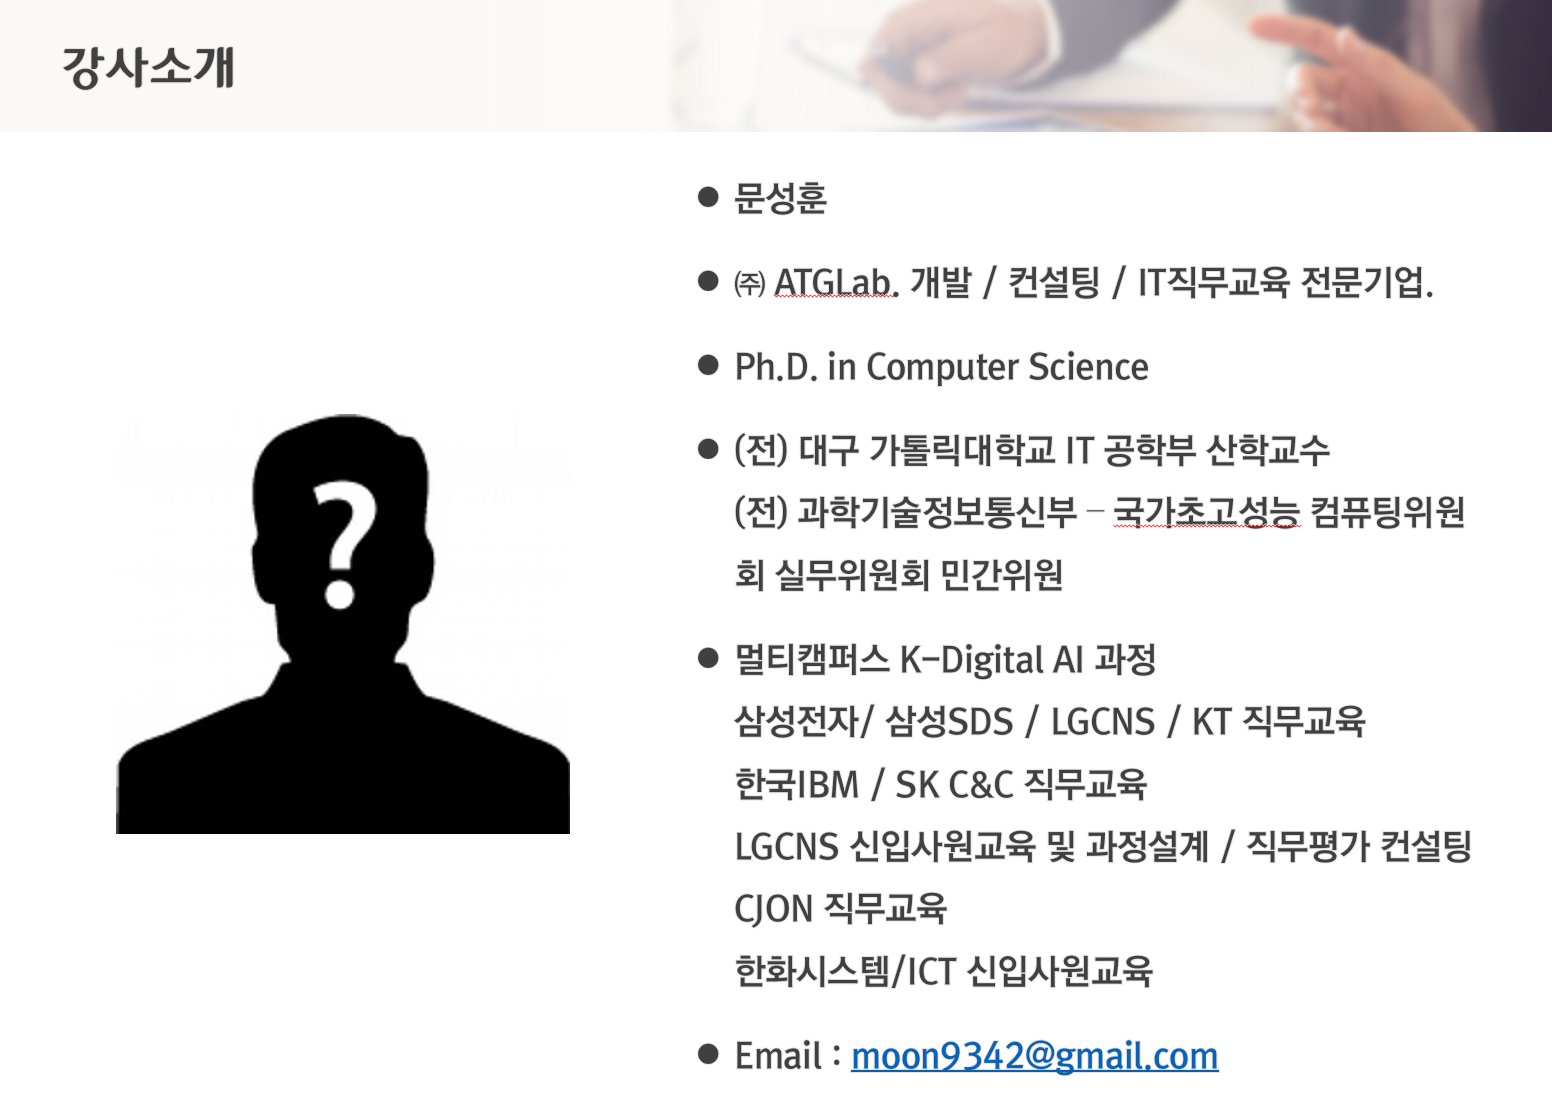 강사소개
● 문성훈
● ㈜ ATGLab. 개발 / 컨설팅 / IT직무교육 전문기업.
● Ph.D. in Computer Science
● (전) 대구 가톨릭대학교 IT 공학부 산학교수
(전) 과학기술정보통신부 – 국가초고성능 컴퓨팅위원
회 실무위원회 민간위원
● 멀티캠퍼스 K-Digital AI 과정
삼성전자/ 삼성SDS / LGCNS / KT 직무교육
한국IBM / SK C&C 직무교육
LGCNS 신입사원교육 및 과정설계 / 직무평가 컨설팅
CJON 직무교육
한화시스템/ICT 신입사원교육
● Email : moon9342@gmail.com
?